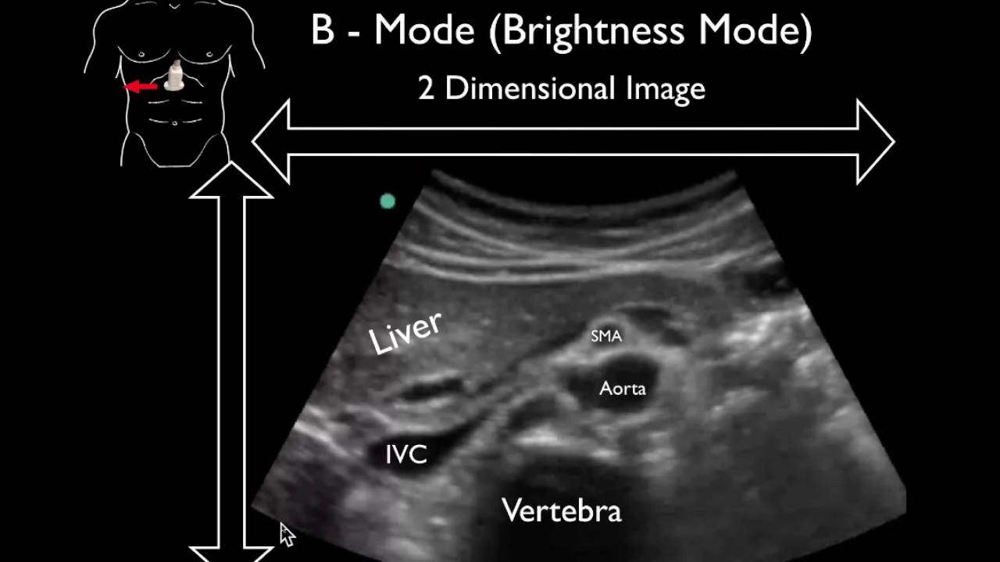 B - Mode (Brightness Mode)
2 Dimensional Image
Liver
SMA
Aorta
IVC
Vertebra